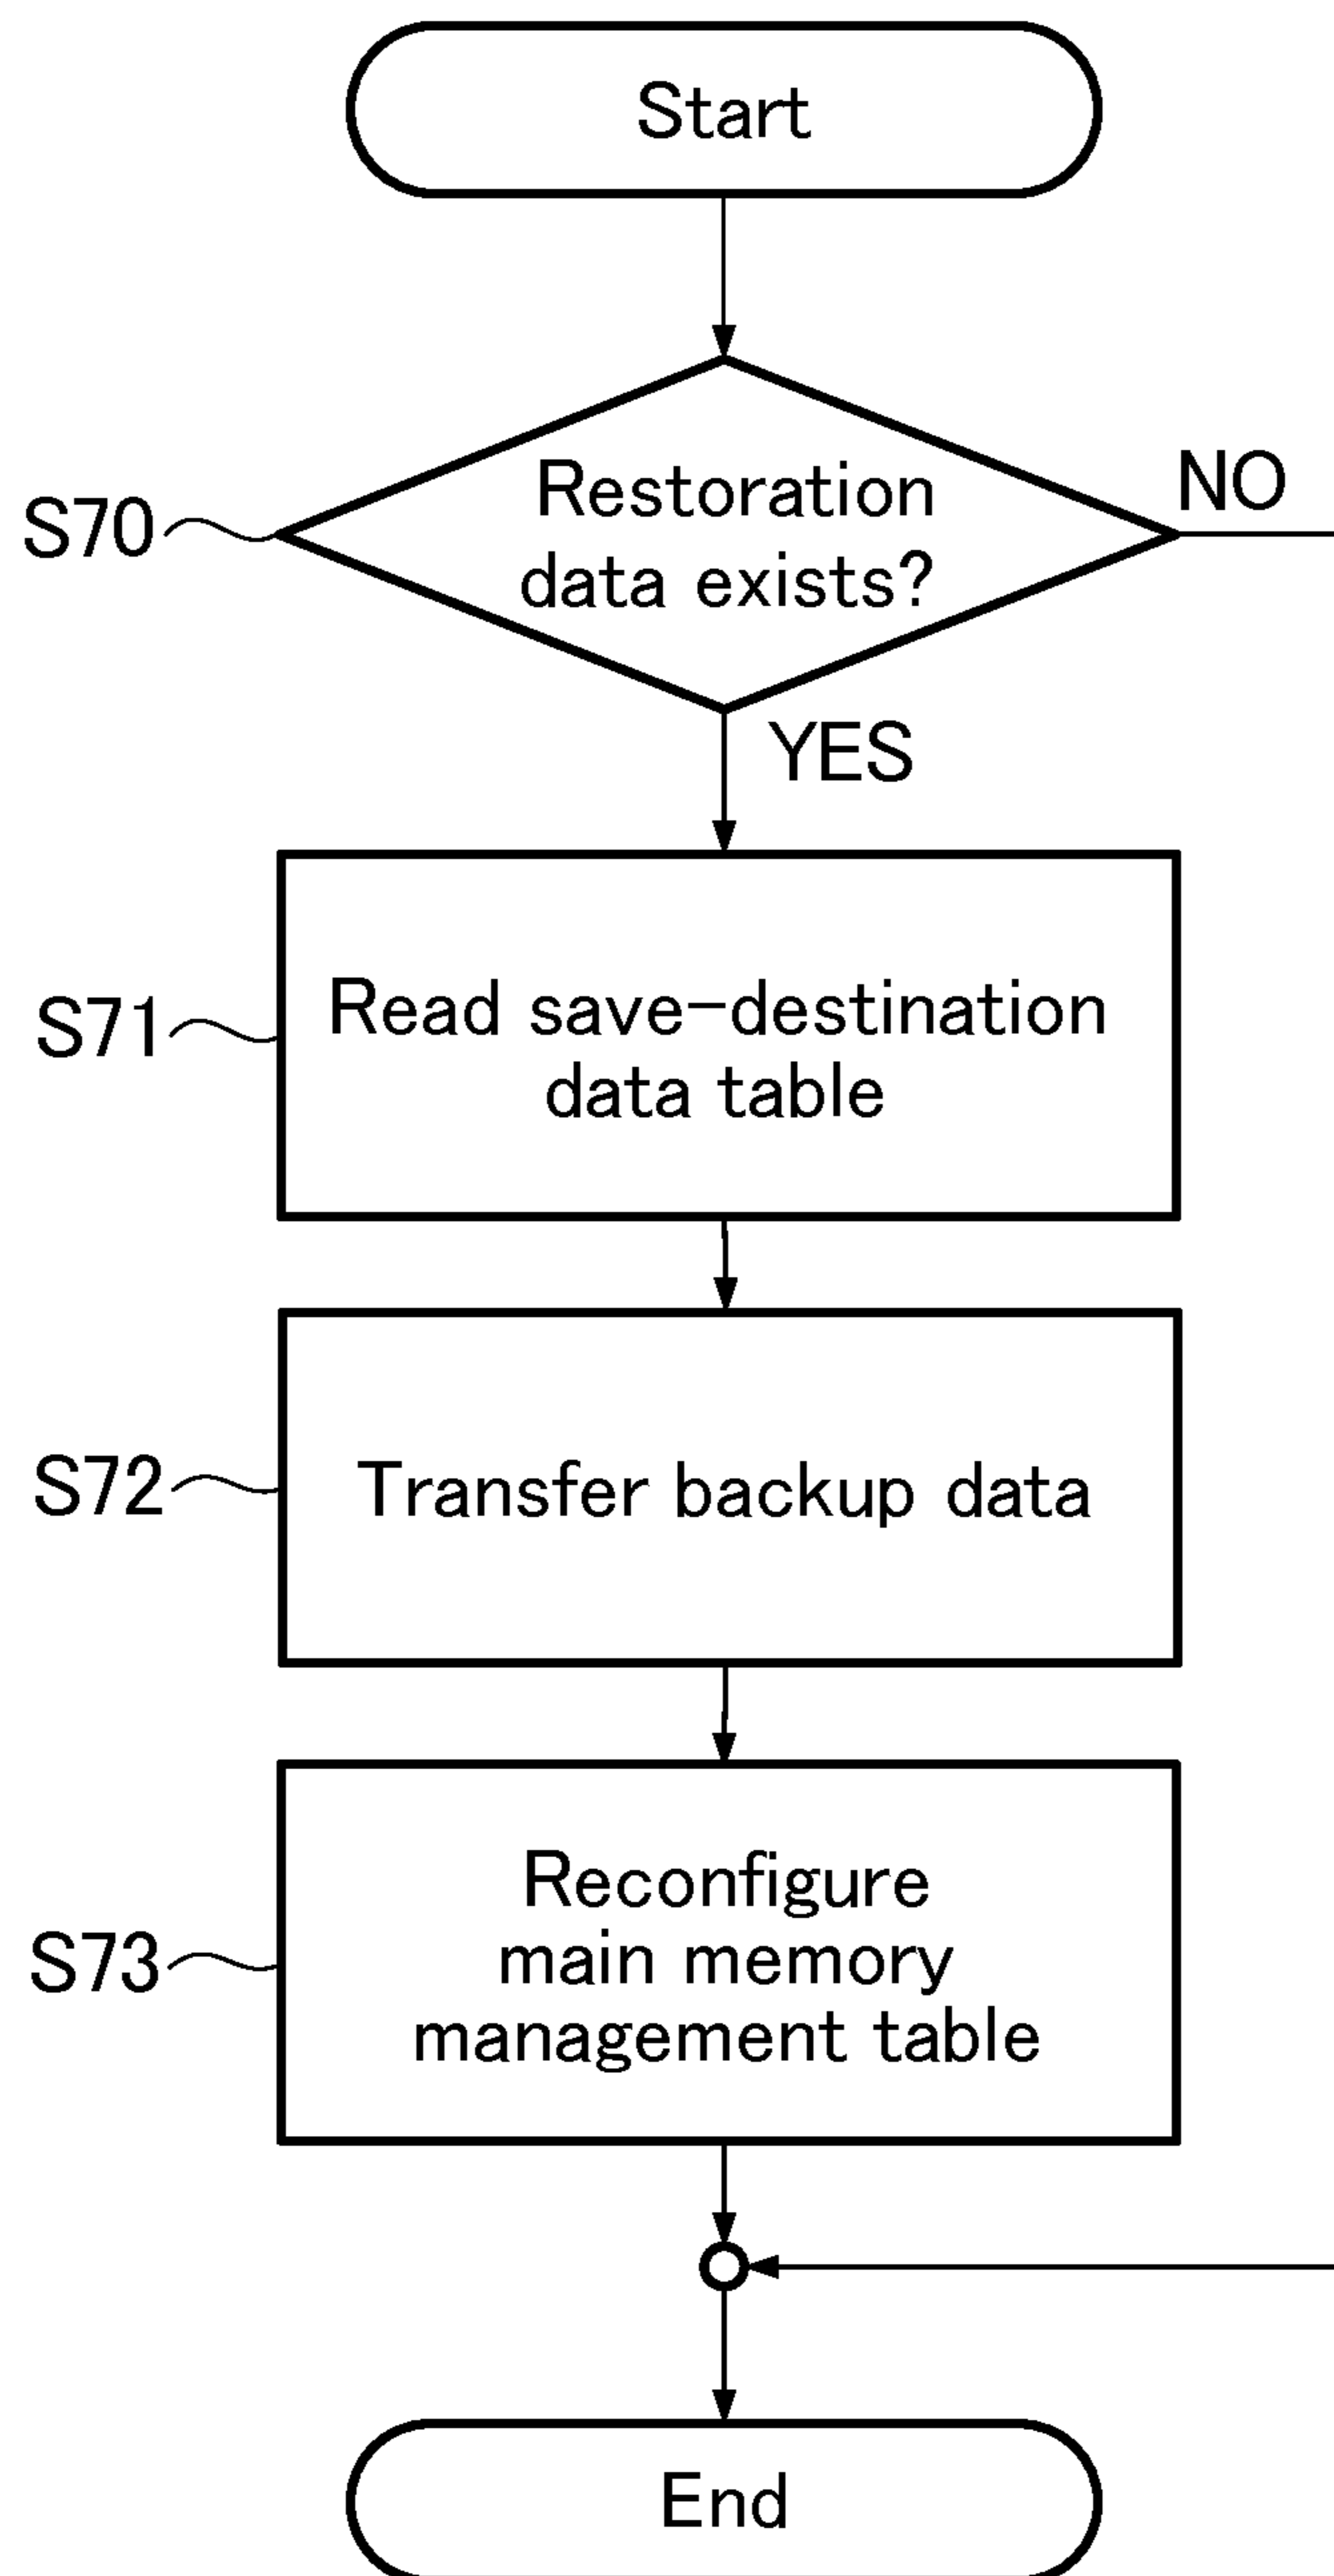 Start
S70
Restoration
data exists?
NO
YES
S71
Read save-destination
data table
S72
Transfer backup data
S73
Reconfigure
main memory
management table
End